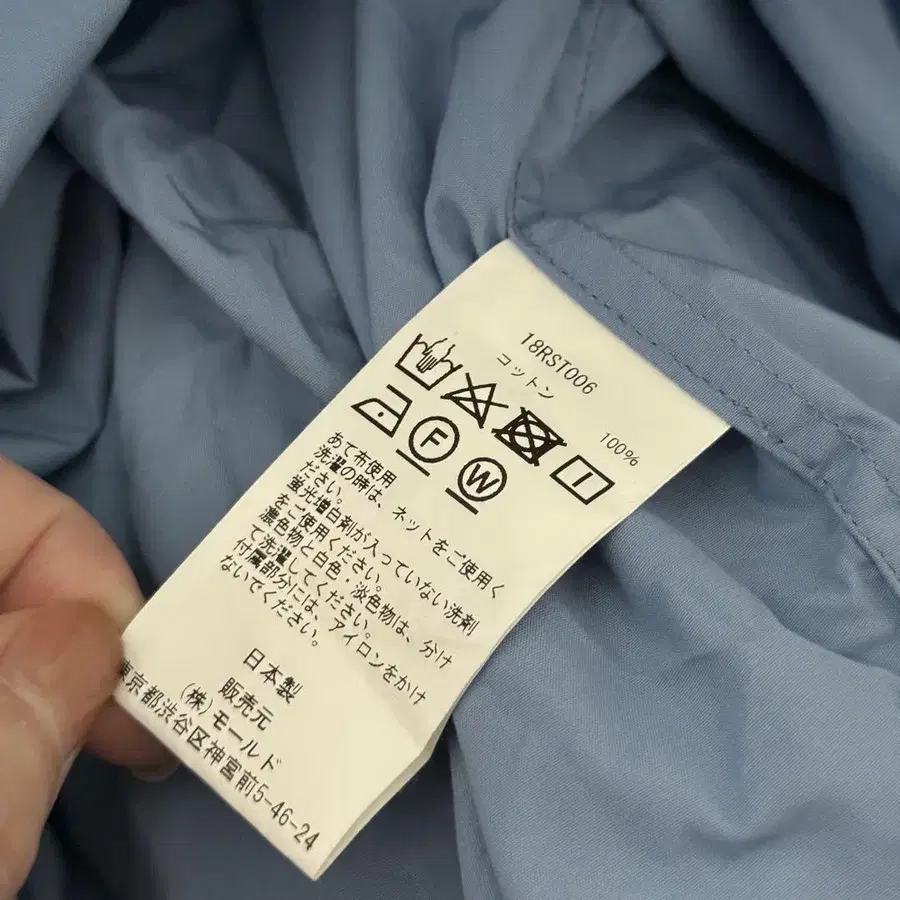 18RST006
コットン 100%
F
W
あて布使用
洗濯の時は、ネットをご使用く
ださい。
蛍光増白剤が入っていない洗剤
をご使用ください。
濃色物と白色・淡色物は、分け
て洗濯してください。
付属部分には、アイロンをかけ
ないでください。
日本製
販売元
(株)モールド
東京都渋谷区神宮前5-46-24